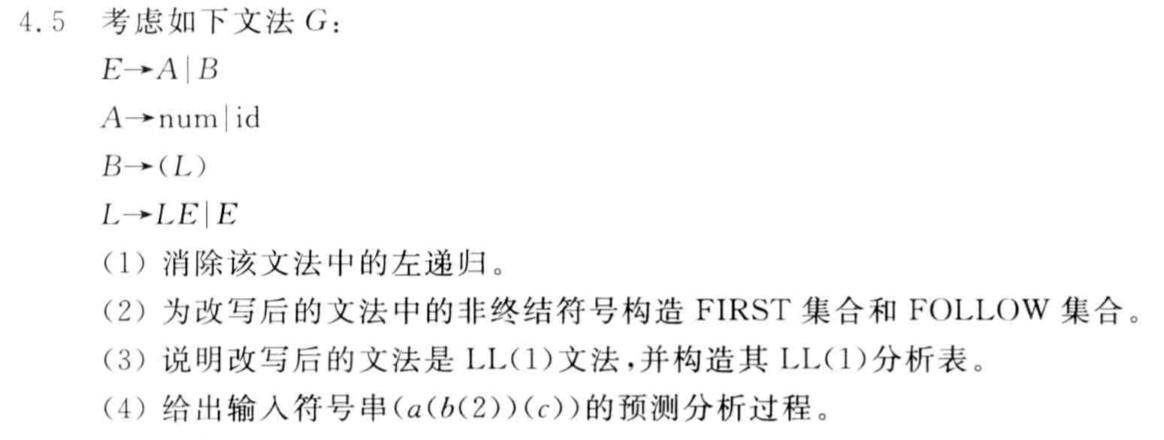 4.5 考虑如下文法 G：
E→A|B
A→num|id
B→(L)
L→LE|E
(1) 消除该文法中的左递归。
(2) 为改写后的文法中的非终结符号构造 FIRST 集合和 FOLLOW 集合。
(3) 说明改写后的文法是 LL(1)文法,并构造其 LL(1)分析表。
(4) 给出输入符号串(a(b(2))(c))的预测分析过程。